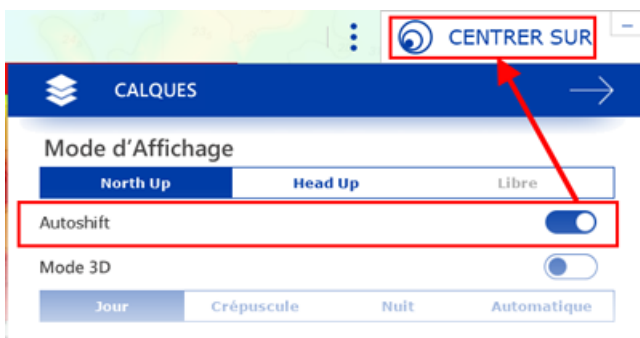 CENTRER SUR
CALQUES
Mode d'Affichage
North Up Head Up Libre
Autoshift
Mode 3D
Jour Crépuscule Nuit Automatique